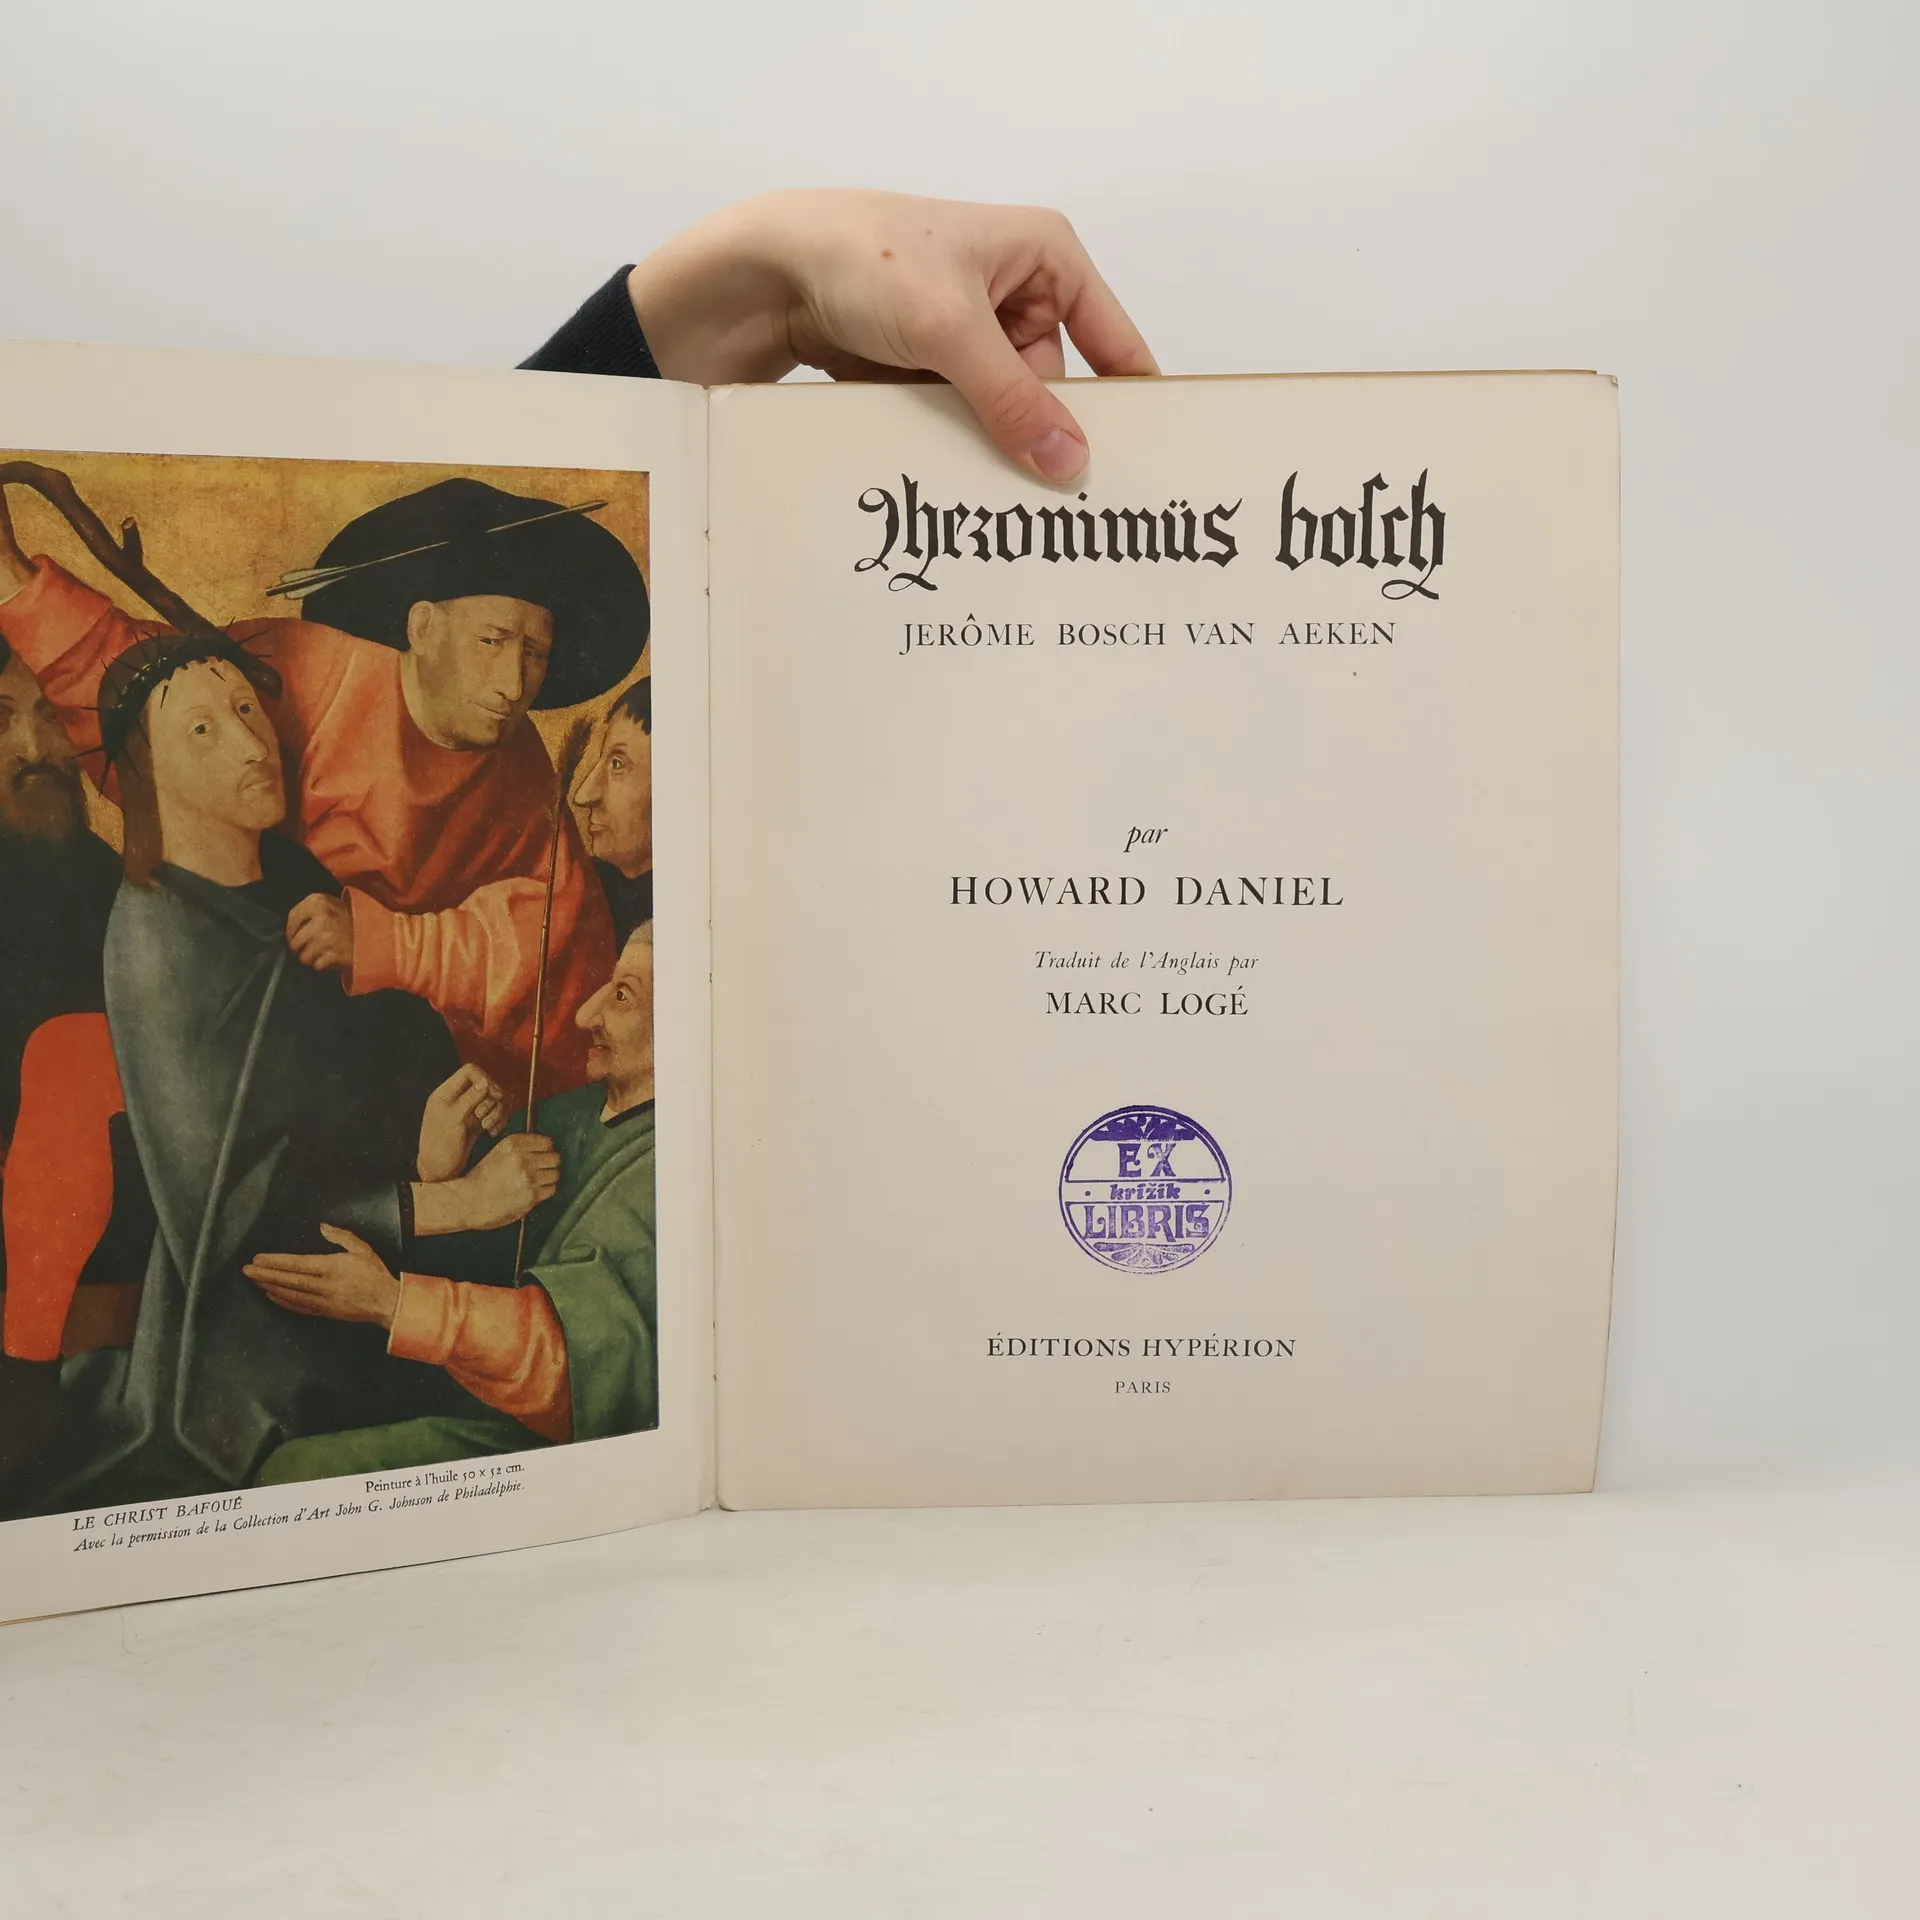 Jheronimüs bosch
JERÔME BOSCH VAN AEKEN
par
HOWARD DANIEL
Traduit de l'Anglais par
MARC LOGÉ
EX
křížík
LIBRIS
ÉDITIONS HYPÉRION
PARIS
Peinture à l'huile 50 × 52 cm.
LE CHRIST BAFOUÉ
Avec la permission de la Collection d'Art John G. Johnson de Philadelphie.